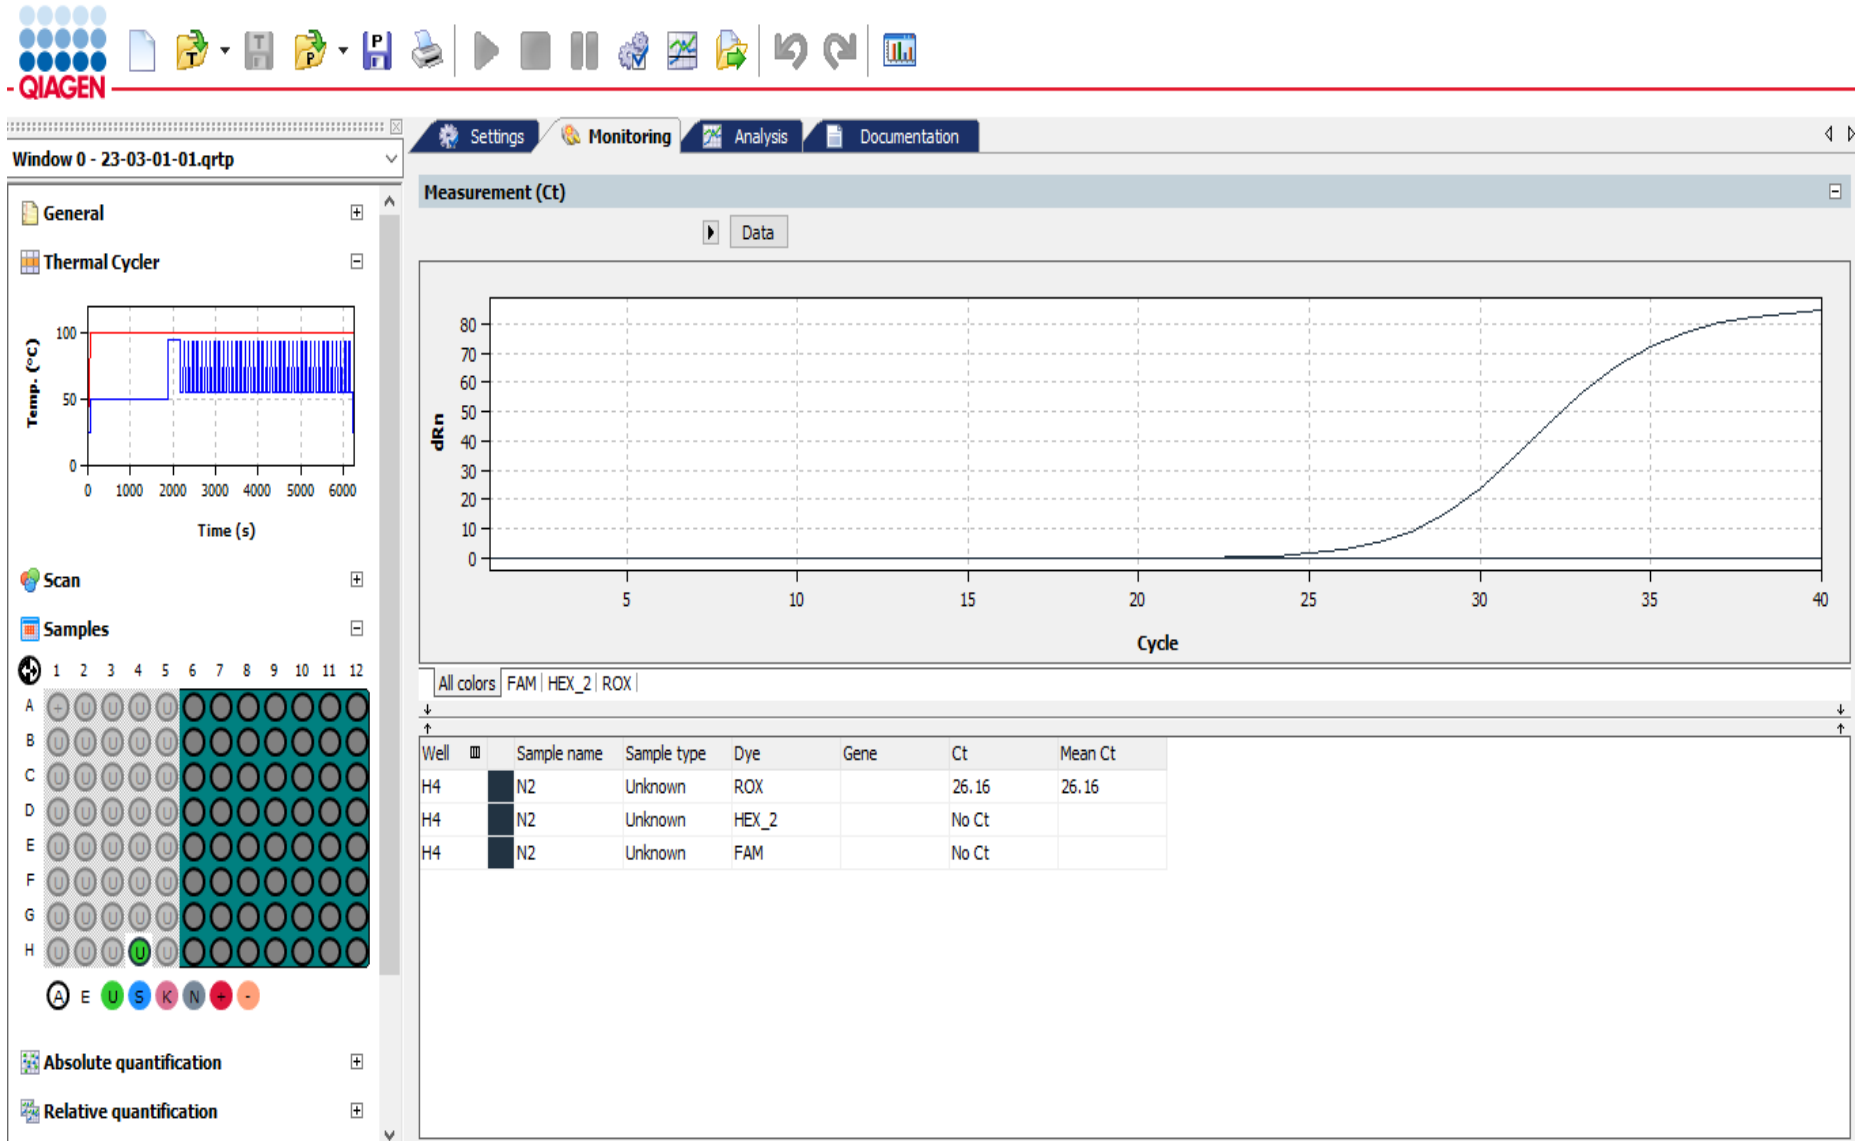 T P P
QIAGEN
Settings Monitoring Analysis Documentation
Window 0 - 23-03-01-01.qrtp
Measurement (Ct)
General
Data
Thermal Cycler
Temp. (°C)
100
50
0
0 1000 2000 3000 4000 5000 6000
Time (s)
dRn
80
70
60
50
40
30
20
10
0
5 10 15 20 25 30 35 40
Cycle
Scan
Samples
1 2 3 4 5 6 7 8 9 10 11 12
A + U U U U
B U U U U U
C U U U U U
D U U U U U
E U U U U U
F U U U U U
G U U U U U
H U U U U U
A E U S K N + -
Absolute quantification
Relative quantification
All colors FAM HEX_2 ROX
Well Sample name Sample type Dye Gene Ct Mean Ct
H4 N2 Unknown ROX 26.16 26.16
H4 N2 Unknown HEX_2 No Ct
H4 N2 Unknown FAM No Ct